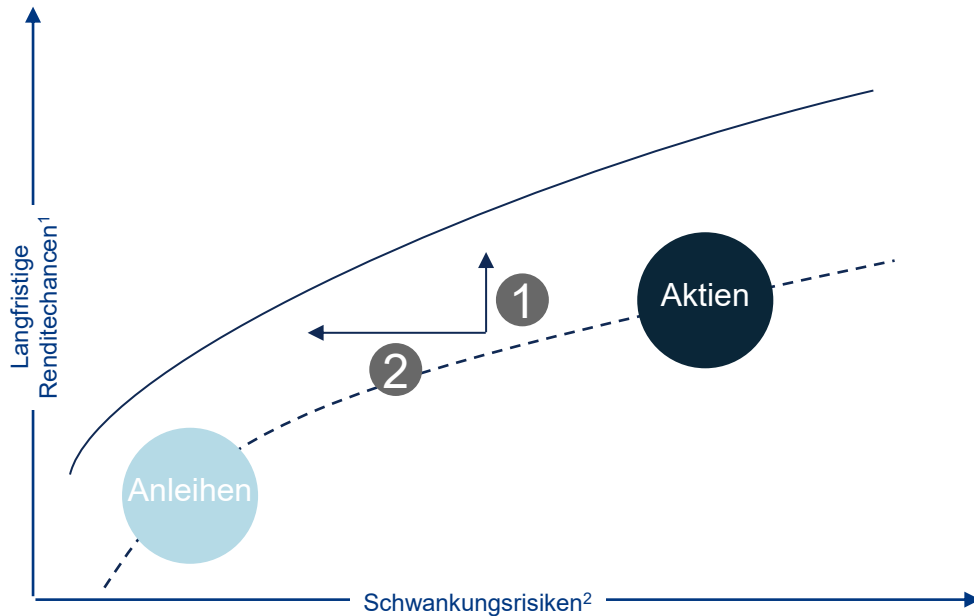 Langfristige
Renditechancen¹
1
Aktien
2
Anleihen
Schwankungsrisiken²